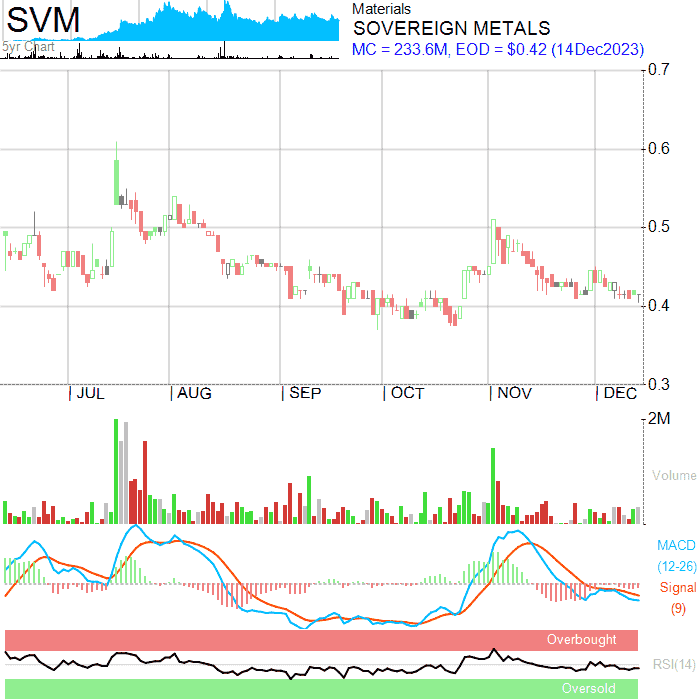 SVM
5yr Chart
Materials
SOVEREIGN METALS
MC = 233.6M, EOD = $0.42 (14Dec2023)
0.7
0.6
0.5
0.4
0.3
JUL AUG SEP OCT NOV DEC
2M
Volume
MACD
(12-26)
Signal
(9)
Overbought
RSI(14)
Oversold